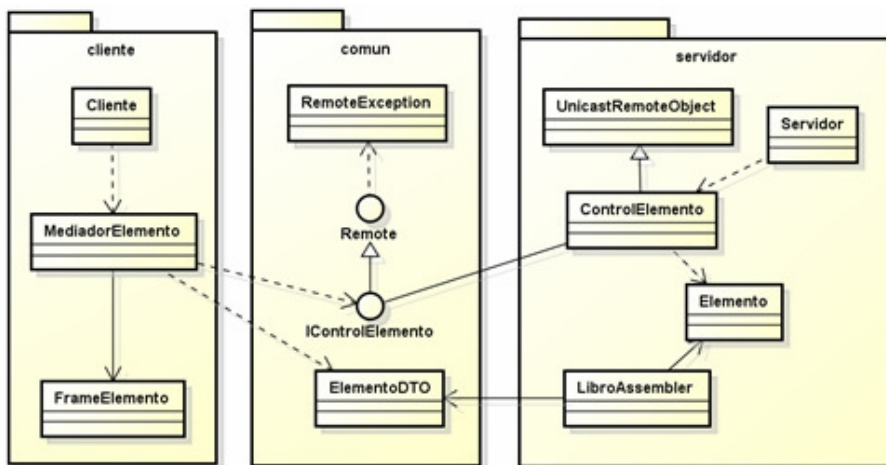 cliente
Cliente
MediadorElemento
FrameElemento
comun
RemoteException
Remote
IControlElemento
ElementoDTO
servidor
UnicastRemoteObject
Servidor
ControlElemento
Elemento
LibroAssembler